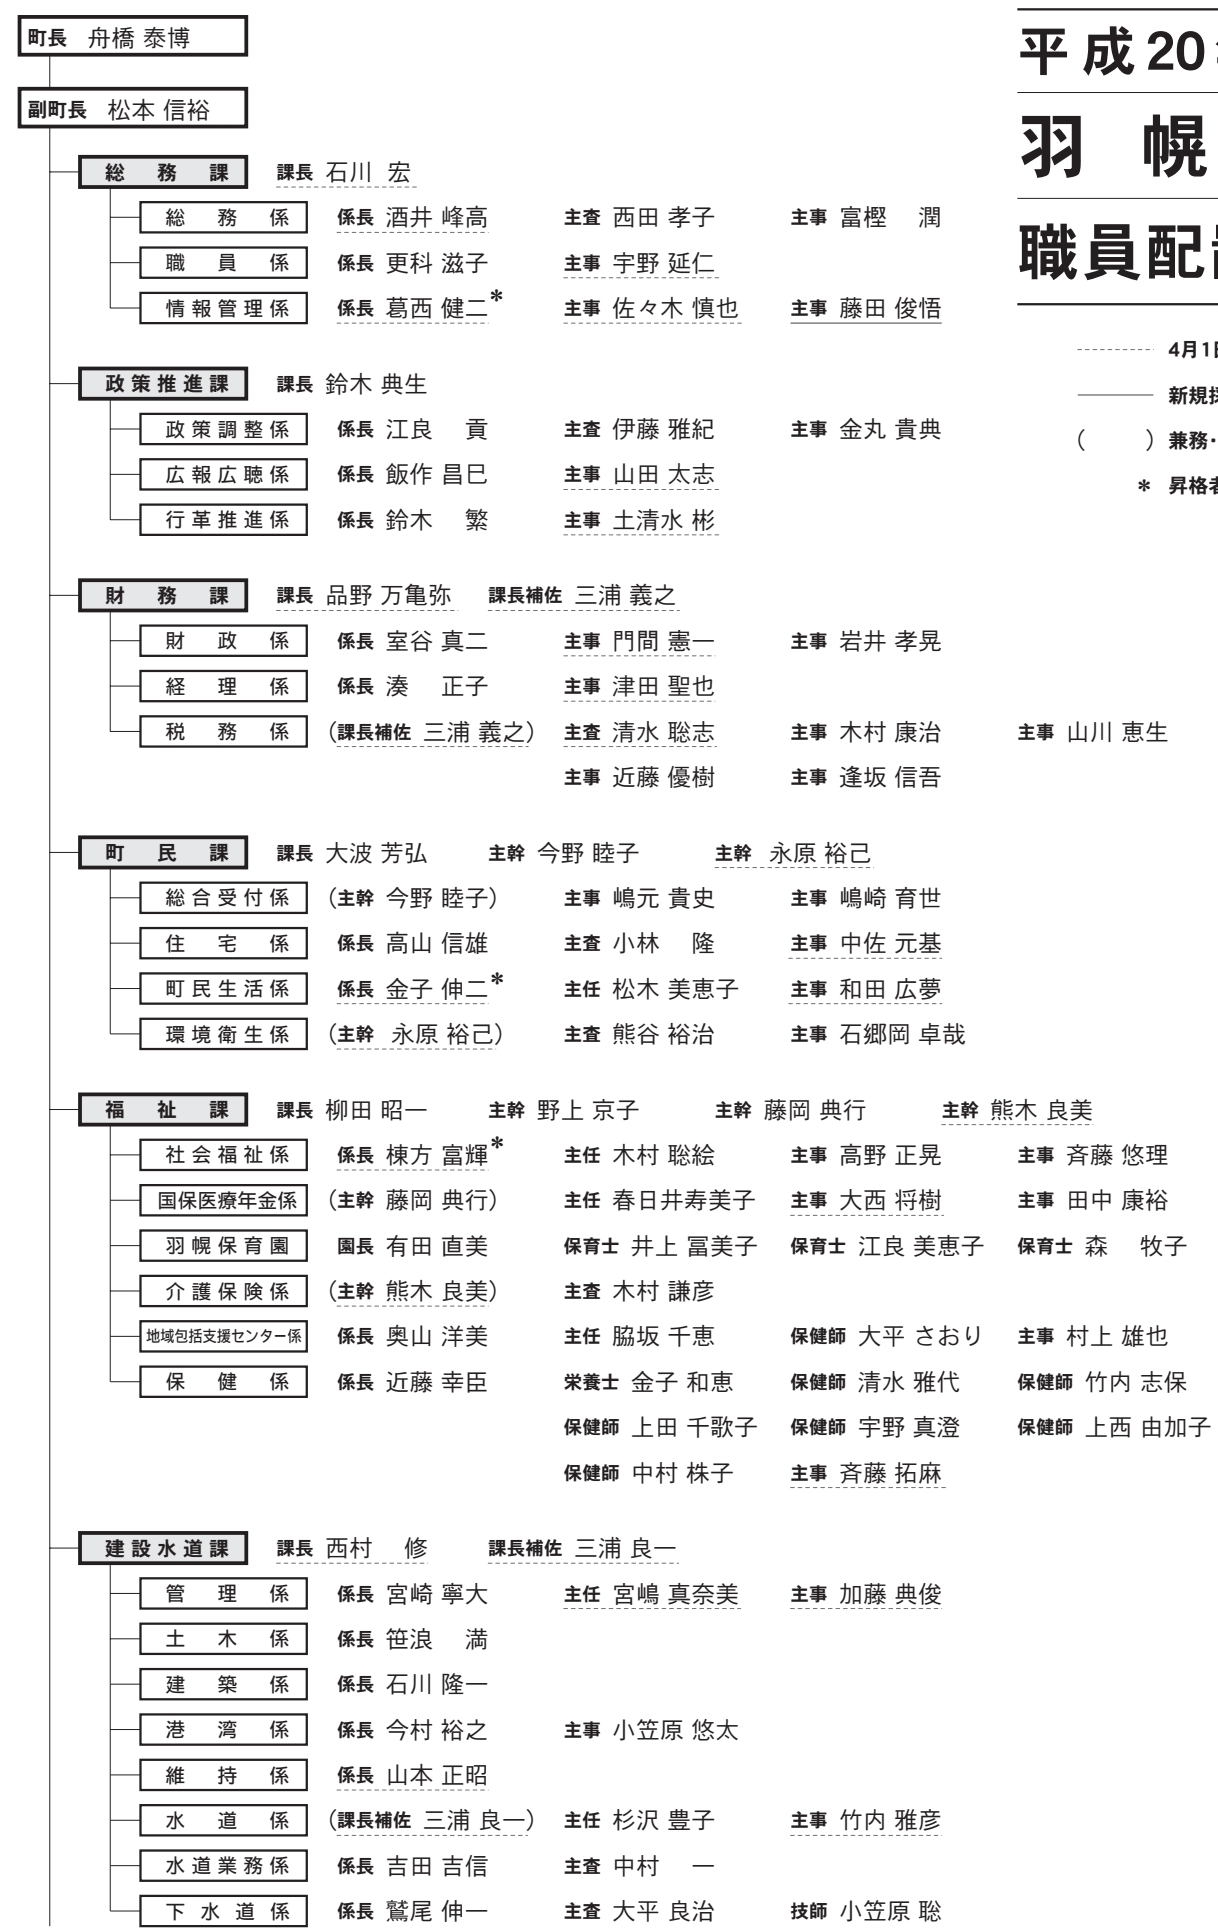 町長 舟橋 泰博
副町長 松本 信裕
平成20
羽 幌
職員配
4月1
新規採
( ) 兼務・
* 昇格者
総務課 課長 石川 宏
総務係 係長 酒井 峰高 主査 西田 孝子 主事 富樫 潤
職員係 係長 更科 滋子 主事 宇野 延仁
情報管理係 係長 葛西 健二* 主事 佐々木 慎也 主事 藤田 俊悟
政策推進課 課長 鈴木 典生
政策調整係 係長 江良 貢 主査 伊藤 雅紀 主事 金丸 貴典
広報広聴係 係長 飯作 昌巳 主事 山田 太志
行革推進係 係長 鈴木 繁 主事 土清水 彬
財務課 課長 品野 万亀弥 課長補佐 三浦 義之
財政係 係長 室谷 真二 主事 門間 憲一 主事 岩井 孝晃
経理係 係長 湊 正子 主事 津田 聖也
税務係 (課長補佐 三浦 義之) 主査 清水 聡志 主事 木村 康治 主事 山川 恵生
主事 近藤 優樹 主事 逢坂 信吾
町民課 課長 大波 芳弘 主幹 今野 睦子 主幹 永原 裕己
総合受付係 (主幹 今野 睦子) 主事 嶋元 貴史 主事 嶋崎 育世
住宅係 係長 高山 信雄 主査 小林 隆 主事 中佐 元基
町民生活係 係長 金子 伸二* 主任 松木 美恵子 主事 和田 広夢
環境衛生係 (主幹 永原 裕己) 主査 熊谷 裕治 主事 石郷岡 卓哉
福祉課 課長 柳田 昭一 主幹 野上 京子 主幹 藤岡 典行 主幹 熊木 良美
社会福祉係 係長 棟方 富輝* 主任 木村 聡絵 主事 高野 正晃 主事 斉藤 悠理
国保医療年金係 (主幹 藤岡 典行) 主任 春日井寿美子 主事 大西 将樹 主事 田中 康裕
羽幌保育園 園長 有田 直美 保育士 井上 冨美子 保育士 江良 美恵子 保育士 森 牧子
介護保険係 (主幹 熊木 良美) 主査 木村 謙彦
地域包括支援センター係 係長 奥山 洋美 主任 脇坂 千恵 保健師 大平 さおり 主事 村上 雄也
保健係 係長 近藤 幸臣 栄養士 金子 和恵 保健師 清水 雅代 保健師 竹内 志保
保健師 上田 千歌子 保健師 宇野 真澄 保健師 上西 由加子
保健師 中村 株子 主事 斉藤 拓麻
建設水道課 課長 西村 修 課長補佐 三浦 良一
管理係 係長 宮崎 寧大 主任 宮嶋 真奈美 主事 加藤 典俊
土木係 係長 笹浪 満
建築係 係長 石川 隆一
港湾係 係長 今村 裕之 主事 小笠原 悠太
維持係 係長 山本 正昭
水道係 (課長補佐 三浦 良一) 主任 杉沢 豊子 主事 竹内 雅彦
水道業務係 係長 吉田 吉信 主査 中村 一
下水道係 係長 鷲尾 伸一 主査 大平 良治 技師 小笠原 聡